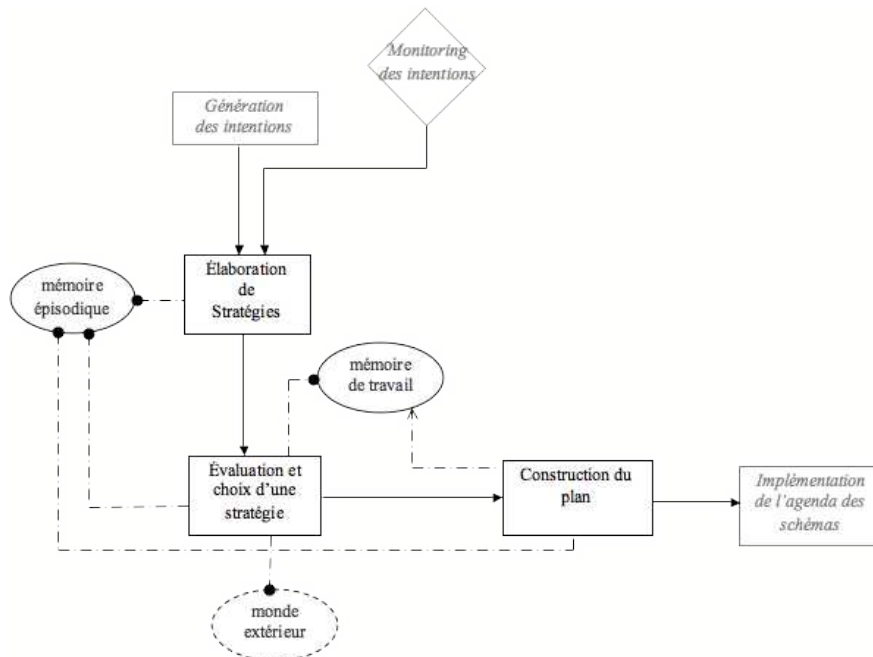 Monitoring
des intentions
Génération
des intentions
Élaboration
de
Stratégies
mémoire
épisodique
mémoire
de travail
Évaluation et
choix d'une
stratégie
Construction du
plan
Implémentation
de l'agenda des
schémas
monde
extérieur